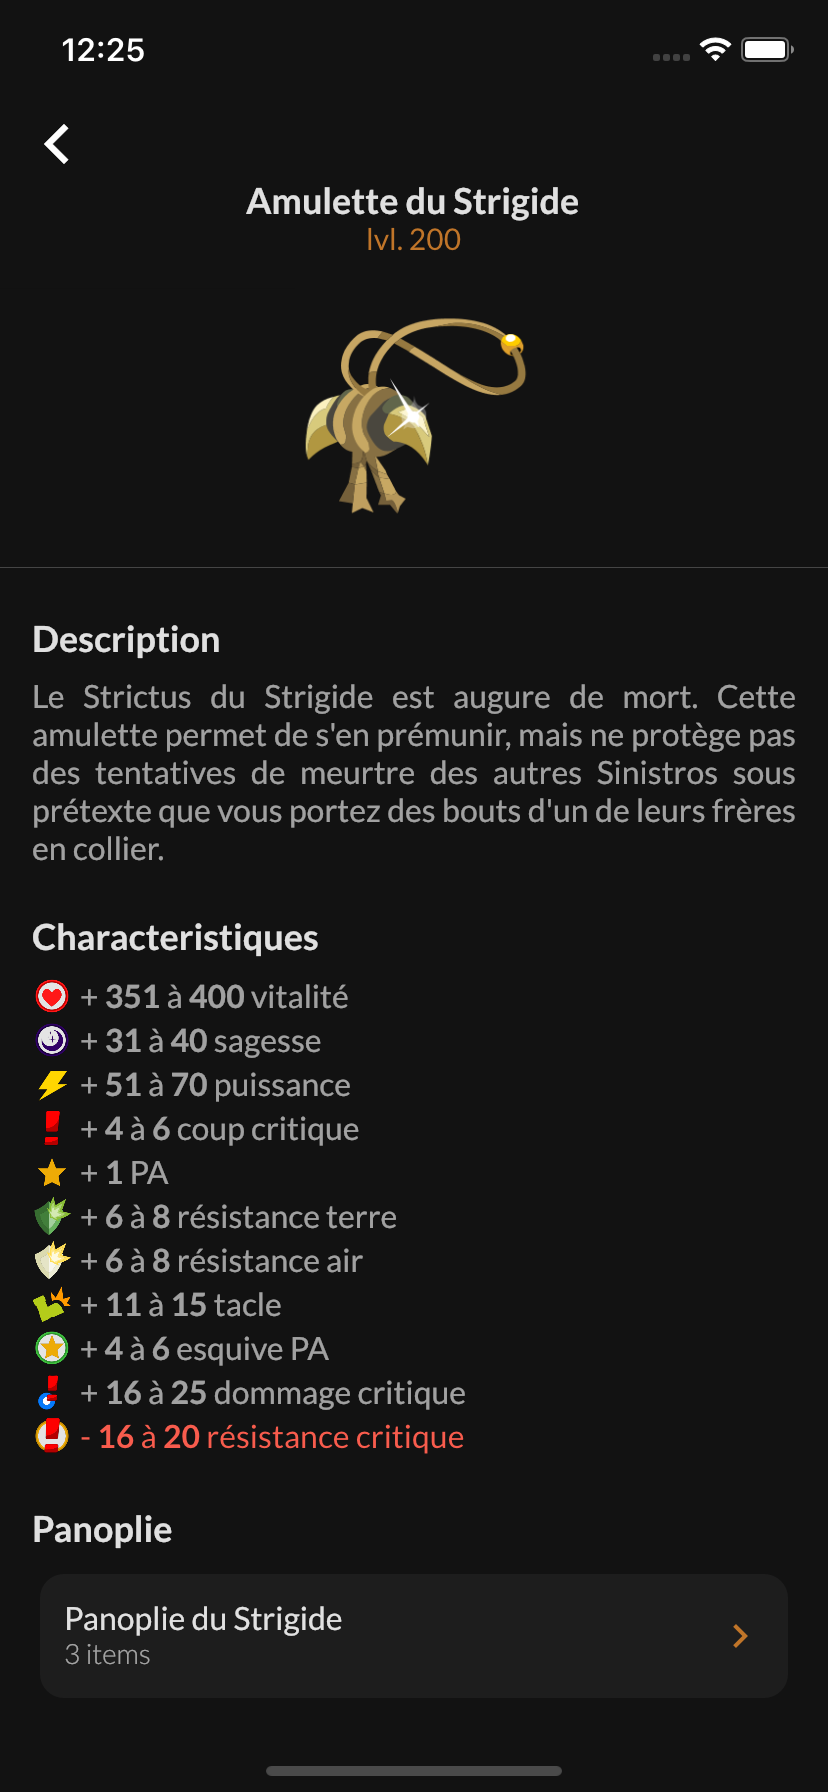 12:25
Amulette du Strigide
lvl. 200
Description
Le Strictus du Strigide est augure de mort. Cette
amulette permet de s'en prémunir, mais ne protège pas
des tentatives de meurtre des autres Sinistros sous
prétexte que vous portez des bouts d'un de leurs frères
en collier.
Characteristiques
+ 351 à 400 vitalité
+ 31 à 40 sagesse
+ 51 à 70 puissance
+ 4 à 6 coup critique
+ 1 PA
+ 6 à 8 résistance terre
+ 6 à 8 résistance air
+ 11 à 15 tacle
+ 4 à 6 esquive PA
+ 16 à 25 dommage critique
- 16 à 20 résistance critique
Panoplie
Panoplie du Strigide
3 items